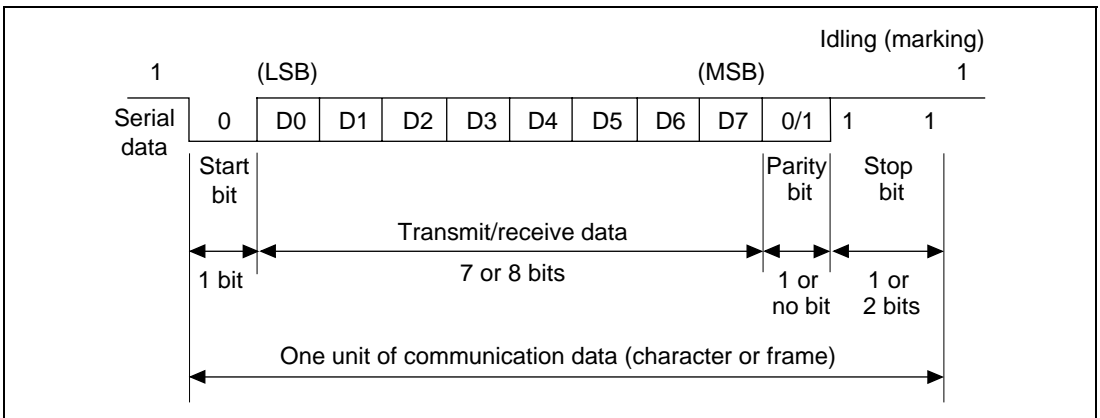 Idling (marking)
1 (LSB) (MSB) 1
Serial data
0 D0 D1 D2 D3 D4 D5 D6 D7 0/1 1 1
Start bit
Parity bit
Stop bit
Transmit/receive data
1 bit
7 or 8 bits
1 or no bit
1 or 2 bits
One unit of communication data (character or frame)